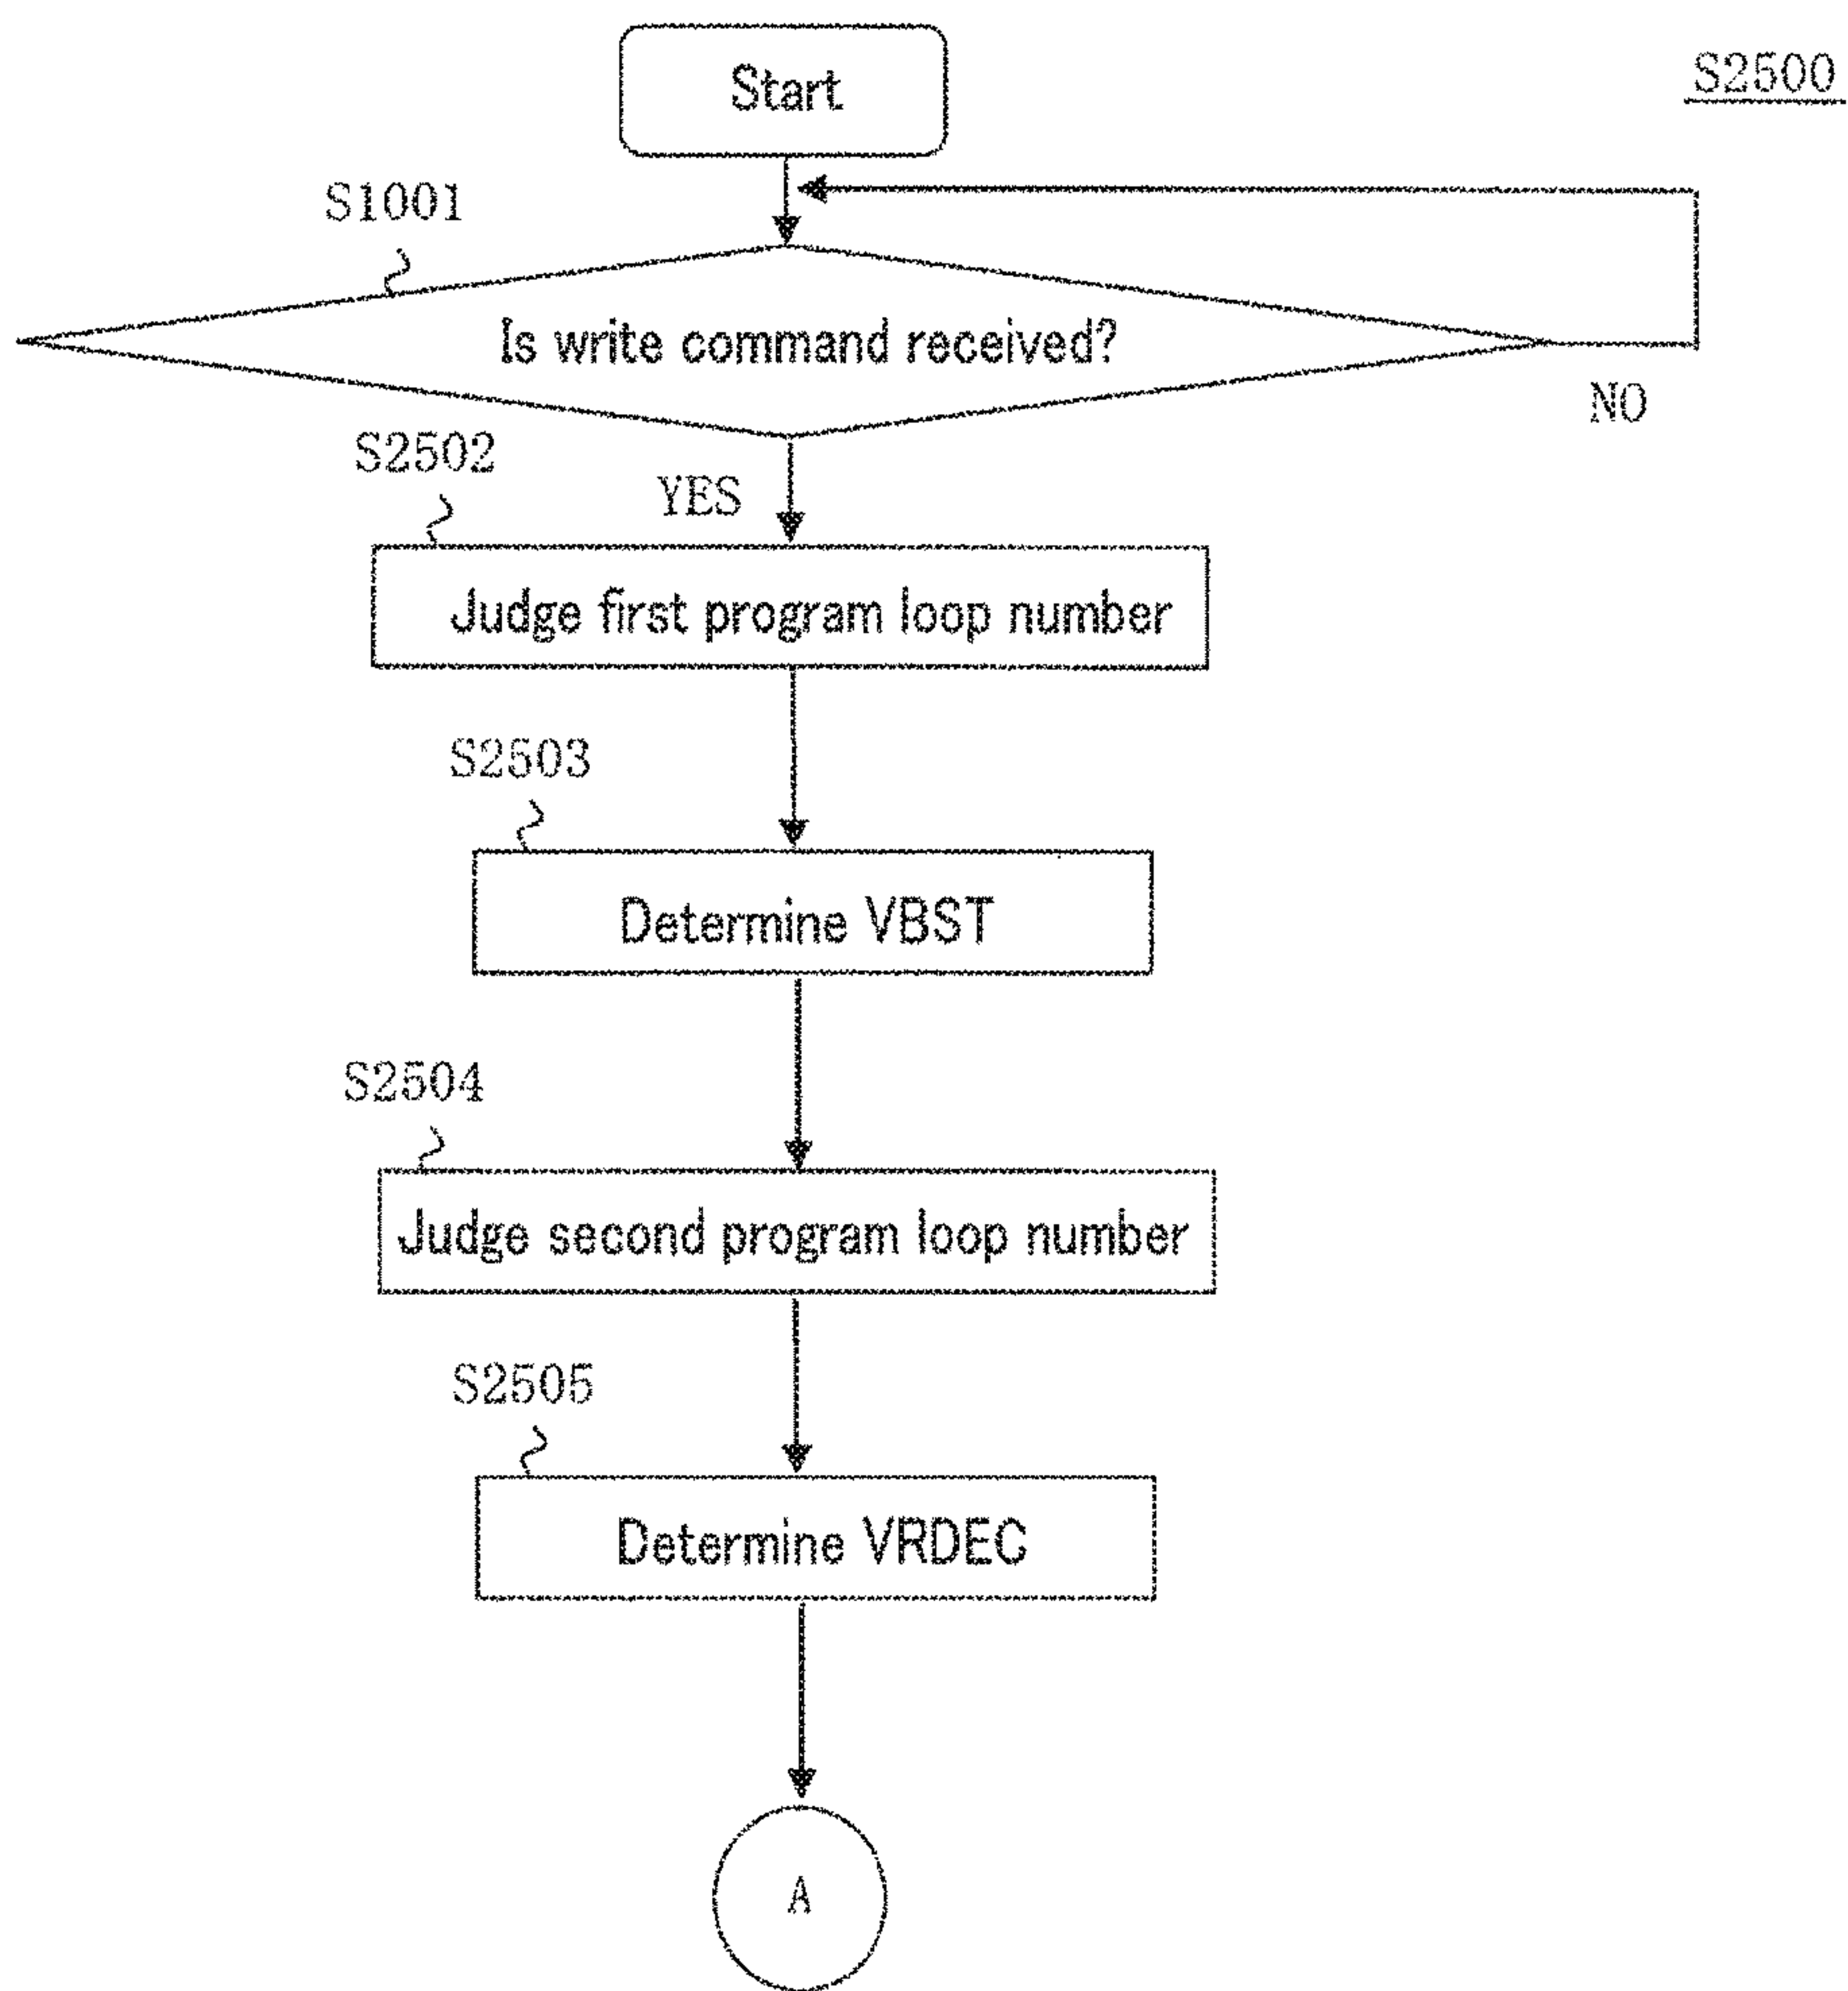 Start
S2500
S1001
Is write command received?
NO
S2502
YES
Judge first program loop number
S2503
Determine VBST
S2504
Judge second program loop number
S2505
Determine VRDEC
A